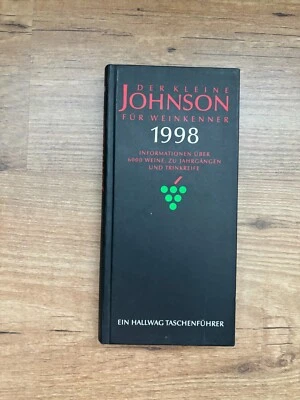 DER KLEINE
JOHNSON
FÜR WEINKENNER
1998
INFORMATIONEN ÜBER
6000 WEINE, ZU JAHRGÄNGEN
UND TRINKREIFE
EIN HALLWAG TASCHENFÜHRER